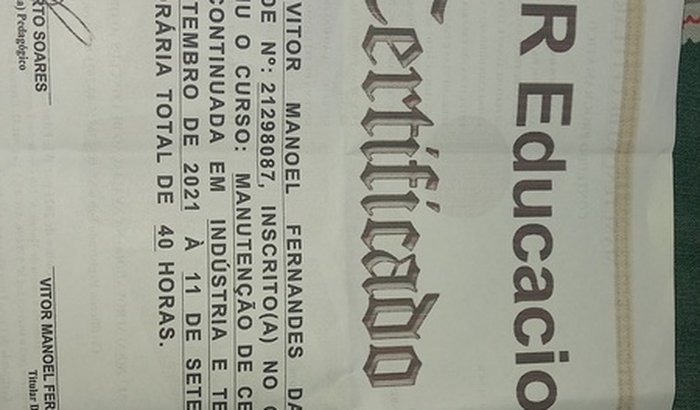 R Educacio
Certificado
VITOR MANOEL FERNANDES DA
DE Nº: 21298087, INSCRITO(A) NO
IU O CURSO: MANUTENÇÃO DE CE
CONTINUADA EM INDÚSTRIA E TE
TEMBRO DE 2021 À 11 DE SETE
RÁRIA TOTAL DE 40 HORAS.
RTO SOARES
a) Pedagógico
VITOR MANOEL FER
Titular D